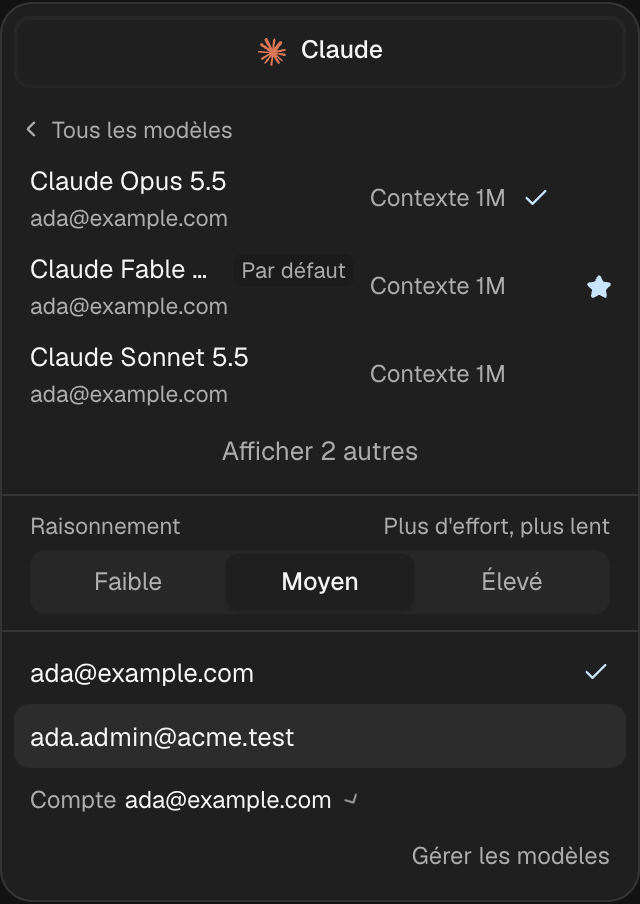 Claude
Tous les modèles
Claude Opus 5.5
ada@example.com
Contexte 1M
Claude Fable ...
Par défaut
ada@example.com
Contexte 1M
Claude Sonnet 5.5
ada@example.com
Contexte 1M
Afficher 2 autres
Raisonnement
Plus d'effort, plus lent
Faible
Moyen
Élevé
ada@example.com
ada.admin@acme.test
Compte ada@example.com
Gérer les modèles